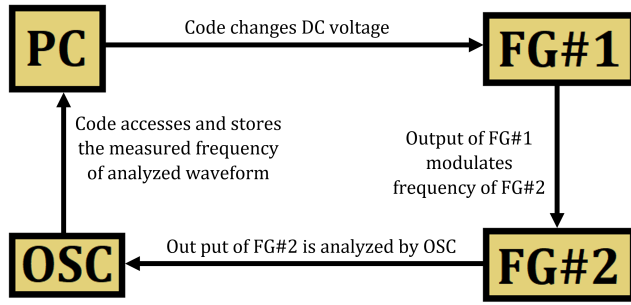 PC
Code changes DC voltage
FG#1
Code accesses and stores
the measured frequency
of analyzed waveform
Output of FG#1
modulates
frequency of FG#2
OSC
Out put of FG#2 is analyzed by OSC
FG#2